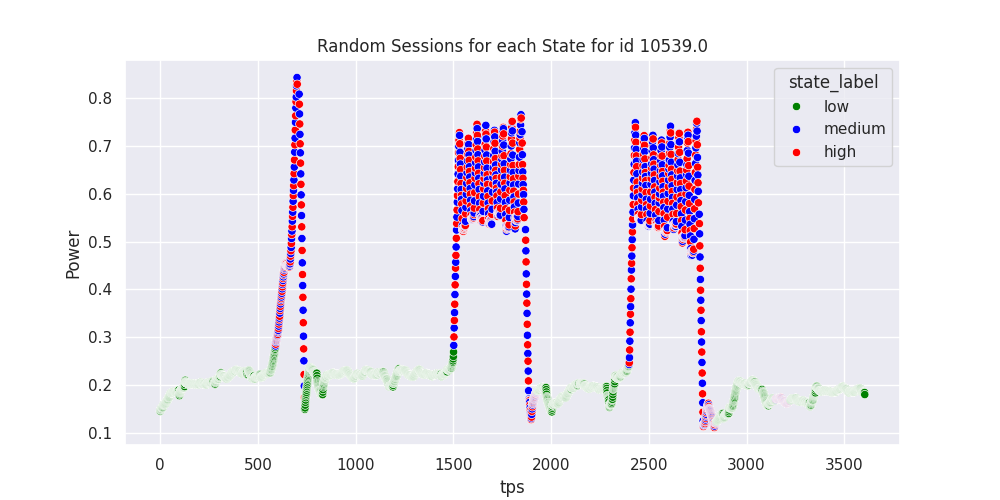 Random Sessions for each State for id 10539.0
state_label
low
medium
high
Power
0.8
0.7
0.6
0.5
0.4
0.3
0.2
0.1
0 500 1000 1500 2000 2500 3000 3500
tps